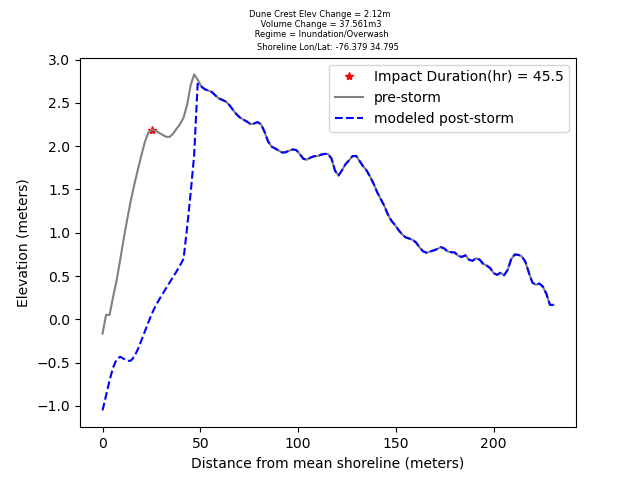 Dune Crest Elev Change = 2.12m
Volume Change = 37.561m3
Regime = Inundation/Overwash
Shoreline Lon/Lat: -76.379 34.795
Impact Duration(hr) = 45.5
pre-storm
modeled post-storm
Elevation (meters)
3.0
2.5
2.0
1.5
1.0
0.5
0.0
−0.5
−1.0
0
50
100
150
200
Distance from mean shoreline (meters)